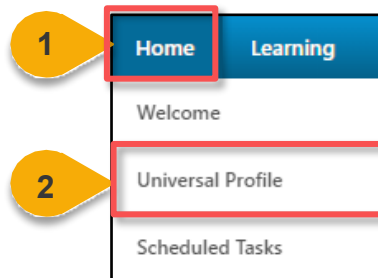 1 Home Learning
Welcome
2 Universal Profile
Scheduled Tasks